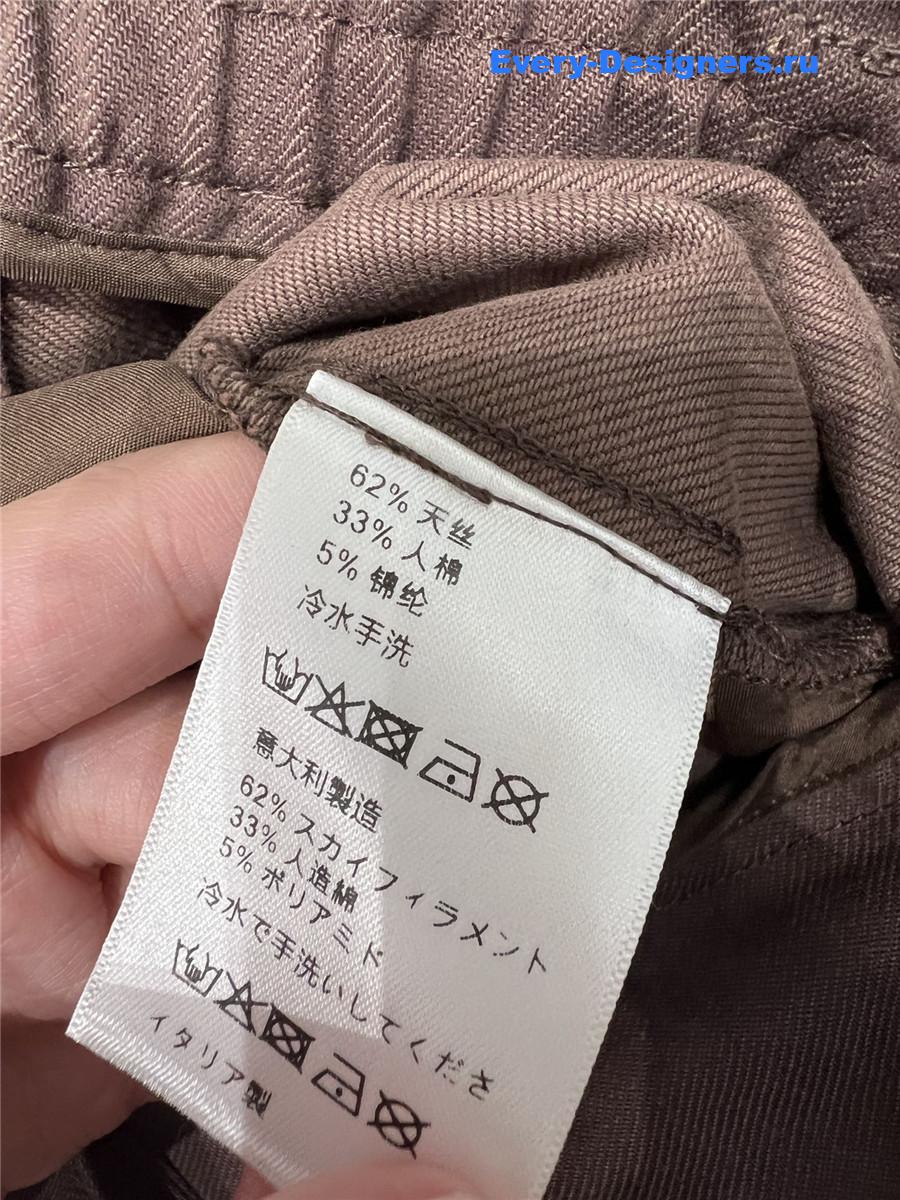 Every-Designers.ru
62% 天丝
33% 人棉
5% 锦纶
冷水手洗
意大利製造
62% スカイフィラメント
33% 人造綿
5% ポリアミド
冷水で手洗いしてくださ
イタリア製